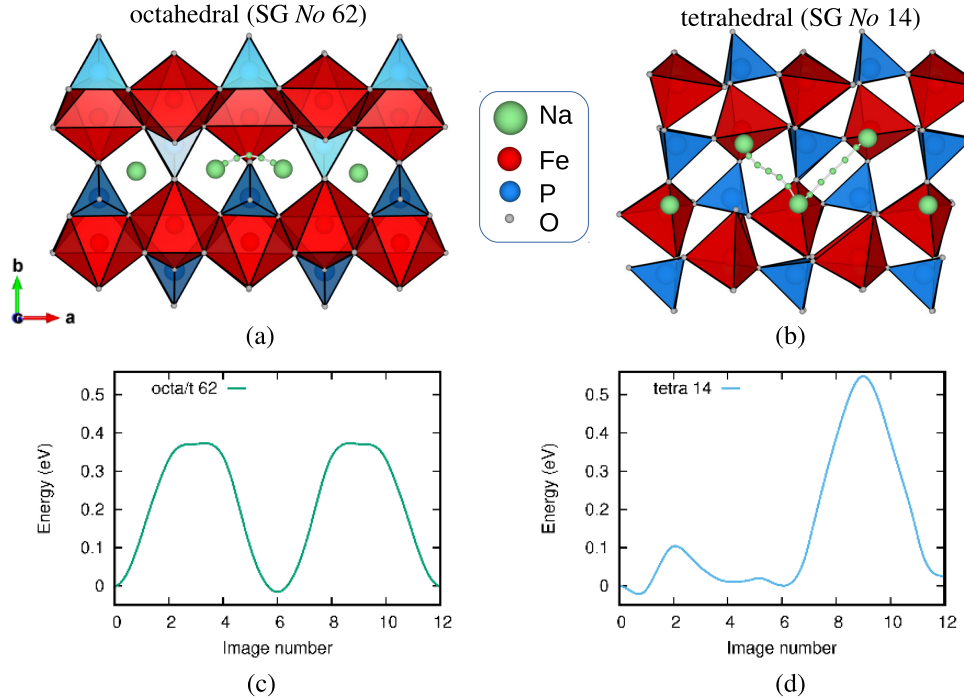 octahedral (SG No 62)
tetrahedral (SG No 14)
Na
Fe
P
O
b
c
a
(a)
(b)
octa/t 62
Energy (eV)
0.5
0.4
0.3
0.2
0.1
0
0 2 4 6 8 10 12
Image number
(c)
tetra 14
Energy (eV)
0.5
0.4
0.3
0.2
0.1
0
0 2 4 6 8 10 12
Image number
(d)